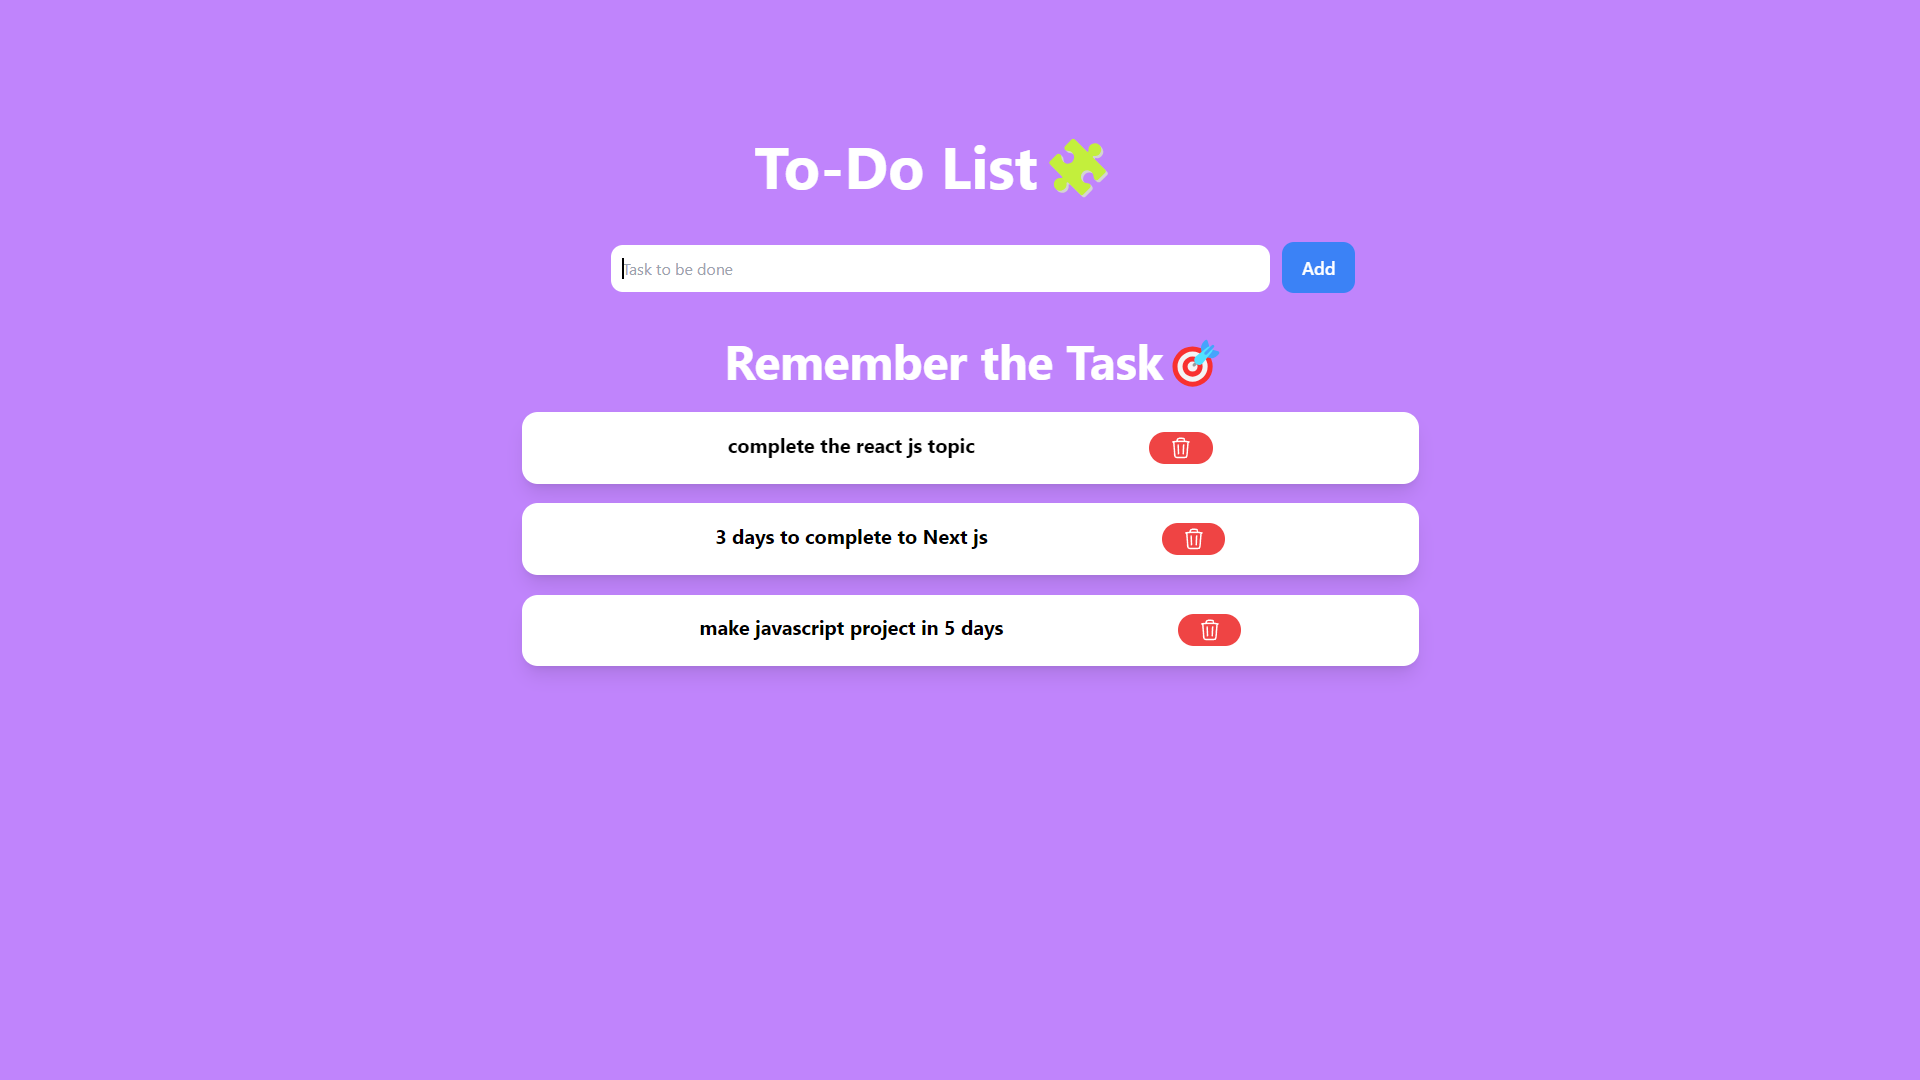 To-Do List
Task to be done
Add
Remember the Task
complete the react js topic
3 days to complete to Next js
make javascript project in 5 days